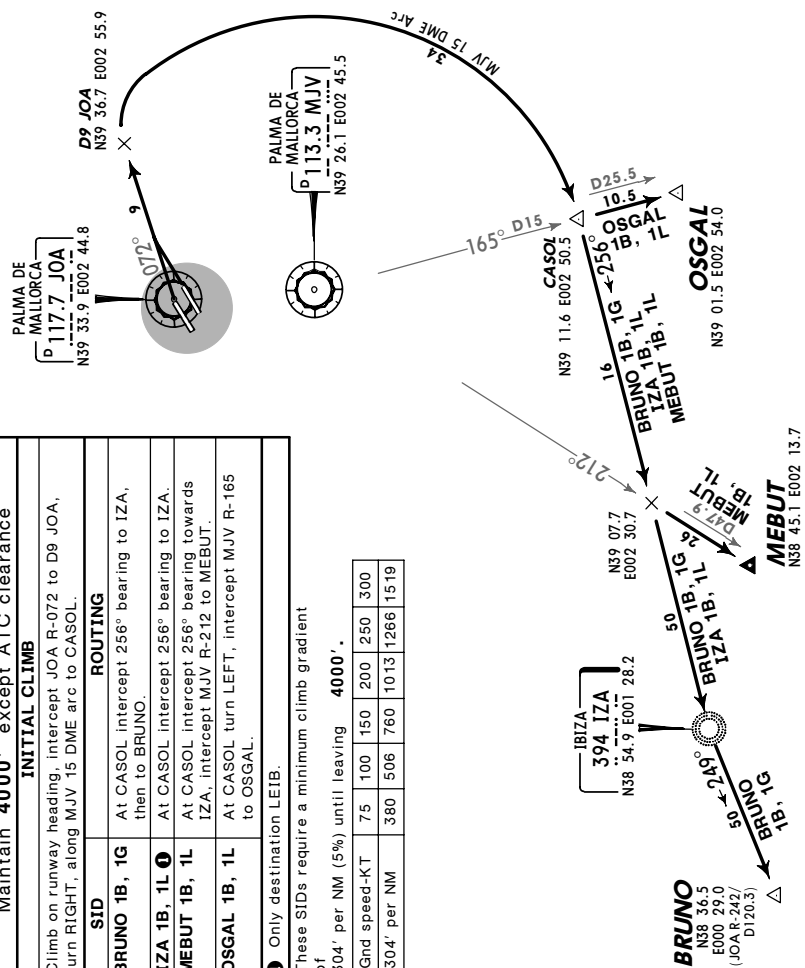 Maintain 4000' except ATC clearance
INITIAL CLIMB
Climb on runway heading, intercept JOA R-072 to D9 JOA,
turn RIGHT, along MJV 15 DME arc to CASOL.
SID ROUTING
BRUNO 1B, 1G At CASOL intercept 256° bearing to IZA,
then to BRUNO.
IZA 1B, 1L ❶ At CASOL intercept 256° bearing to IZA.
MEBUT 1B, 1L At CASOL intercept 256° bearing towards
IZA, intercept MJV R-212 to MEBUT.
OSGAL 1B, 1L At CASOL turn LEFT, intercept MJV R-165
to OSGAL.
❶ Only destination LEIB.
These SIDs require a minimum climb gradient
of
304' per NM (5%) until leaving 4000'.
Gnd speed-KT 75 100 150 200 250 300
304' per NM 380 506 760 1013 1266 1519
PALMA DE
MALLORCA
D 117.7 JOA
N39 33.9 E002 44.8
D9 JOA
N39 36.7 E002 55.9
072°
9
MJV 15 DME Arc
34
PALMA DE
MALLORCA
D 113.3 MJV
N39 26.1 E002 45.5
165° D15
CASOL
N39 11.6 E002 50.5
D25.5
10.5
OSGAL
1B, 1L
OSGAL
N39 01.5 E002 54.0
256°
16
BRUNO 1B, 1G
IZA 1B, 1L
MEBUT 1B, 1L
212°
N39 07.7
E002 30.7
MEBUT
1B, 1L
D47.9
26
MEBUT
N38 45.1 E002 13.7
50
BRUNO 1B, 1G
IZA 1B, 1L
IBIZA
394 IZA
N38 54.9 E001 28.2
249°
50
BRUNO
1B, 1G
BRUNO
N38 36.5
E000 29.0
(JOA R-242/
D120.3)